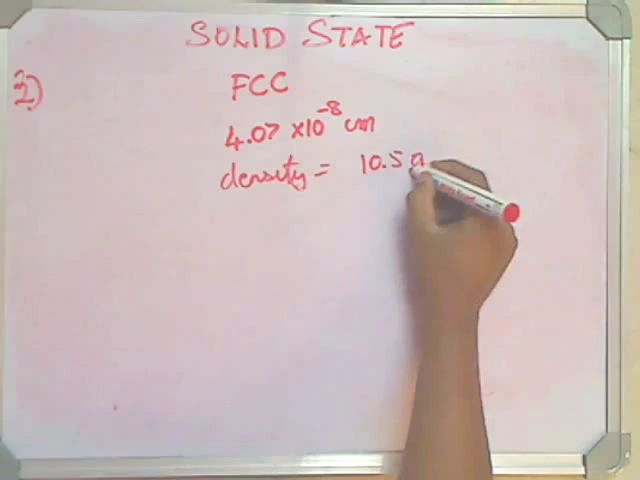 SOLID STATE
2)
FCC
4.07 × 10⁻⁸ cm
density = 10.5 g